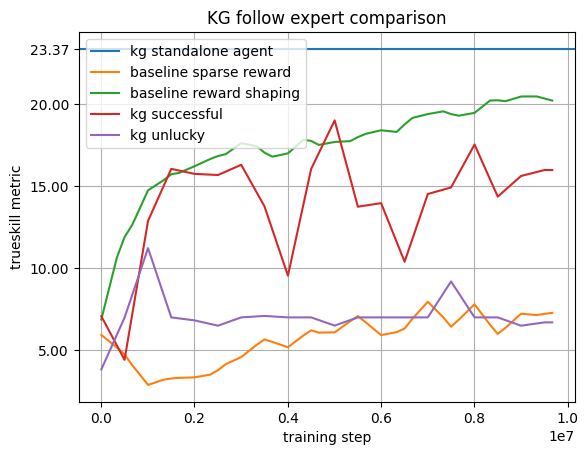 KG follow expert comparison
kg standalone agent
baseline sparse reward
baseline reward shaping
kg successful
kg unlucky
trueskill metric
23.37
20.00
15.00
10.00
5.00
0.0 0.2 0.4 0.6 0.8 1.0
1e7
training step